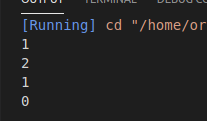 OUTPUT TERMINAL DEBUG CO
[Running] cd "/home/or
1
2
1
0